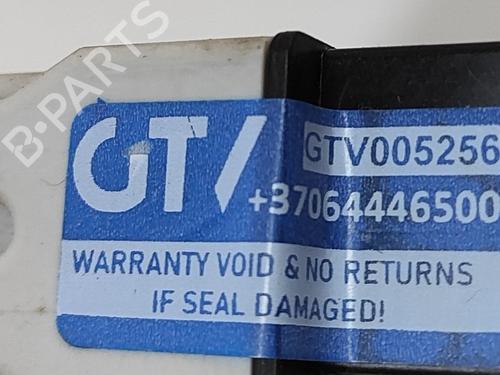 B-PARTS
GTV
GTV005256
+37064446500
WARRANTY VOID & NO RETURNS
IF SEAL DAMAGED!